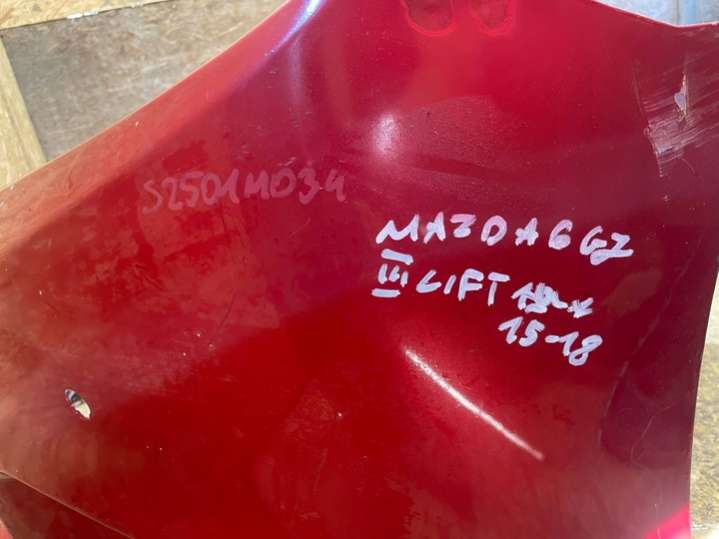 S2501M034
MAZDA 6 GJ
III LIFT
15-18